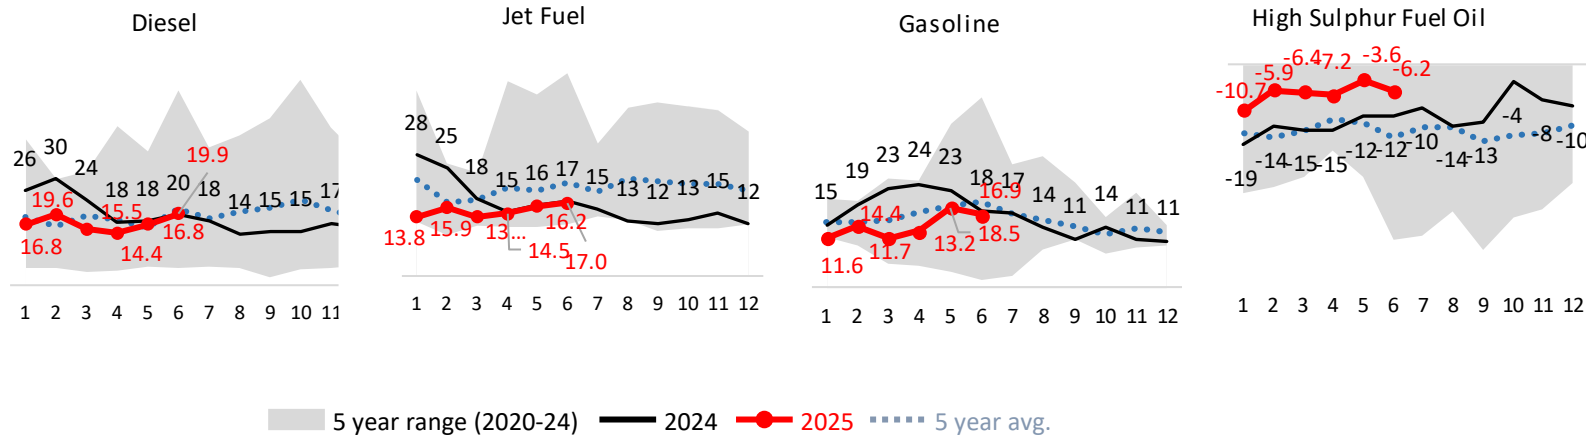 Diesel
26 30 24 18 18 20 18 14 15 15 17
16.8 19.6 15.5 14.4 16.8 19.9
1 2 3 4 5 6 7 8 9 10 11
Jet Fuel
28 25 18 15 16 17 15 13 12 13 15 12
13.8 15.9 13... 14.5 16.2 17.0
1 2 3 4 5 6 7 8 9 10 11 12
Gasoline
15 19 23 24 23 18 17 14 11 14 11 11
11.6 14.4 11.7 13.2 18.5 16.9
1 2 3 4 5 6 7 8 9 10 11 12
High Sulphur Fuel Oil
-10.7 -5.9 -6.4 -7.2 -3.6 -6.2
-19 -14 -15 -15 -12 -12 -10 -14 -13 -4 -8 -10
1 2 3 4 5 6 7 8 9 10 11 12
5 year range (2020-24) 2024 2025 5 year avg.